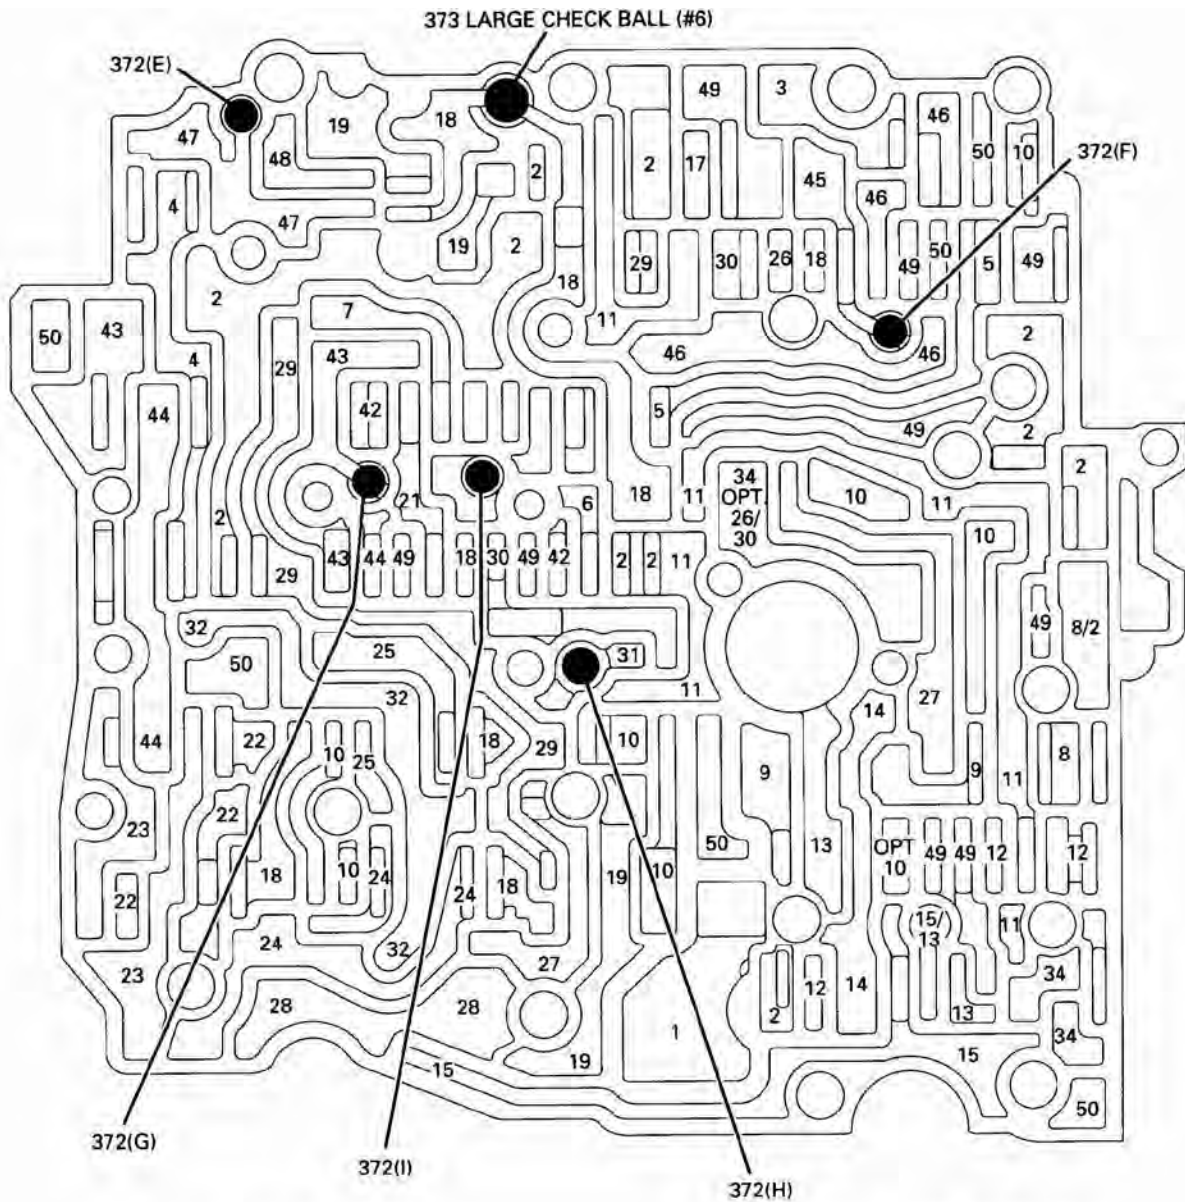 373 LARGE CHECK BALL (#6)
372(E)
372(F)
49 3
47 19 18 46
48 2 17 50 10
2 45
4 46
47
19 2 29 30 26 18 49 50 5 49
2 18
7 11
50 43 2
4 43 46 46
29
44 42 5
49 2
2
34 10
21 6 18 11 OPT. 11
26/
2 30 10
43 44 49 18 30 49 42 2 2 11
29
32 49 8/2
25
50 31
32 11 27
14
44 22 10 25 18 29 10
9 9 11 8
22
23 50 13
OPT
10 49 49 12 12
18 10 24 24 18 19 10
22
15/
13 11
24 32 27
23 34
28 28 12 14
2 13
1 34
15 19 15
50
372(G)
372(I)
372(H)